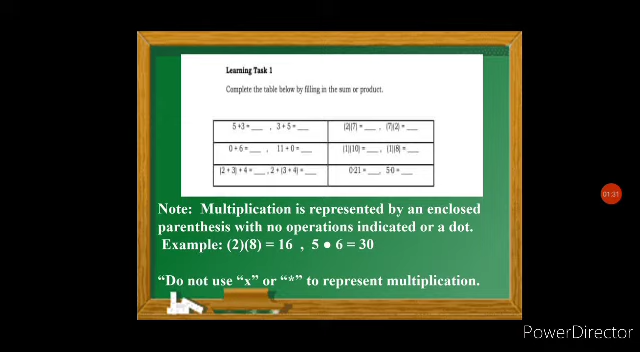 Learning Task 1
Complete the table below by filling in the sum or product.
5 +3 = ___ , 3 + 5 = ___ (2)(7) = ___ , (7)(2) = ___
0 + 6 = ___ , 11 + 0 = ___ (1)(10) = ___ , (1)(8) = ___
(2 + 3) + 4 = ___ , 2 + (3 + 4) = ___ 0·21 = ___ , 5·0 = ___
Note: Multiplication is represented by an enclosed
parenthesis with no operations indicated or a dot.
Example: (2)(8) = 16 , 5 ● 6 = 30
“Do not use “x” or “*” to represent multiplication.
01:31
PowerDirector